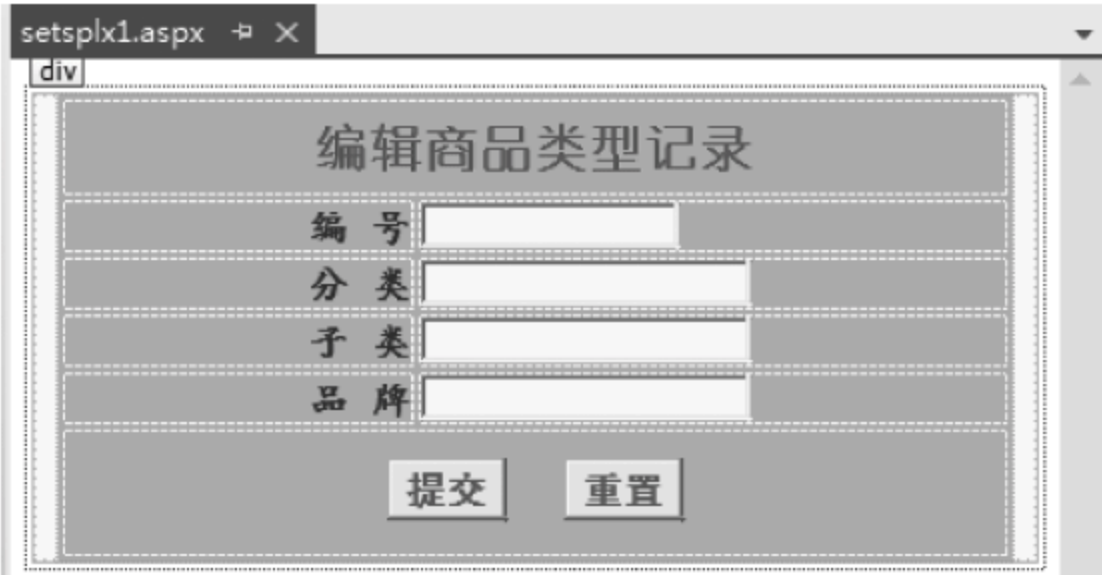 setsplx1.aspx
div
编辑商品类型记录
编 号
分 类
子 类
品 牌
提交 重置